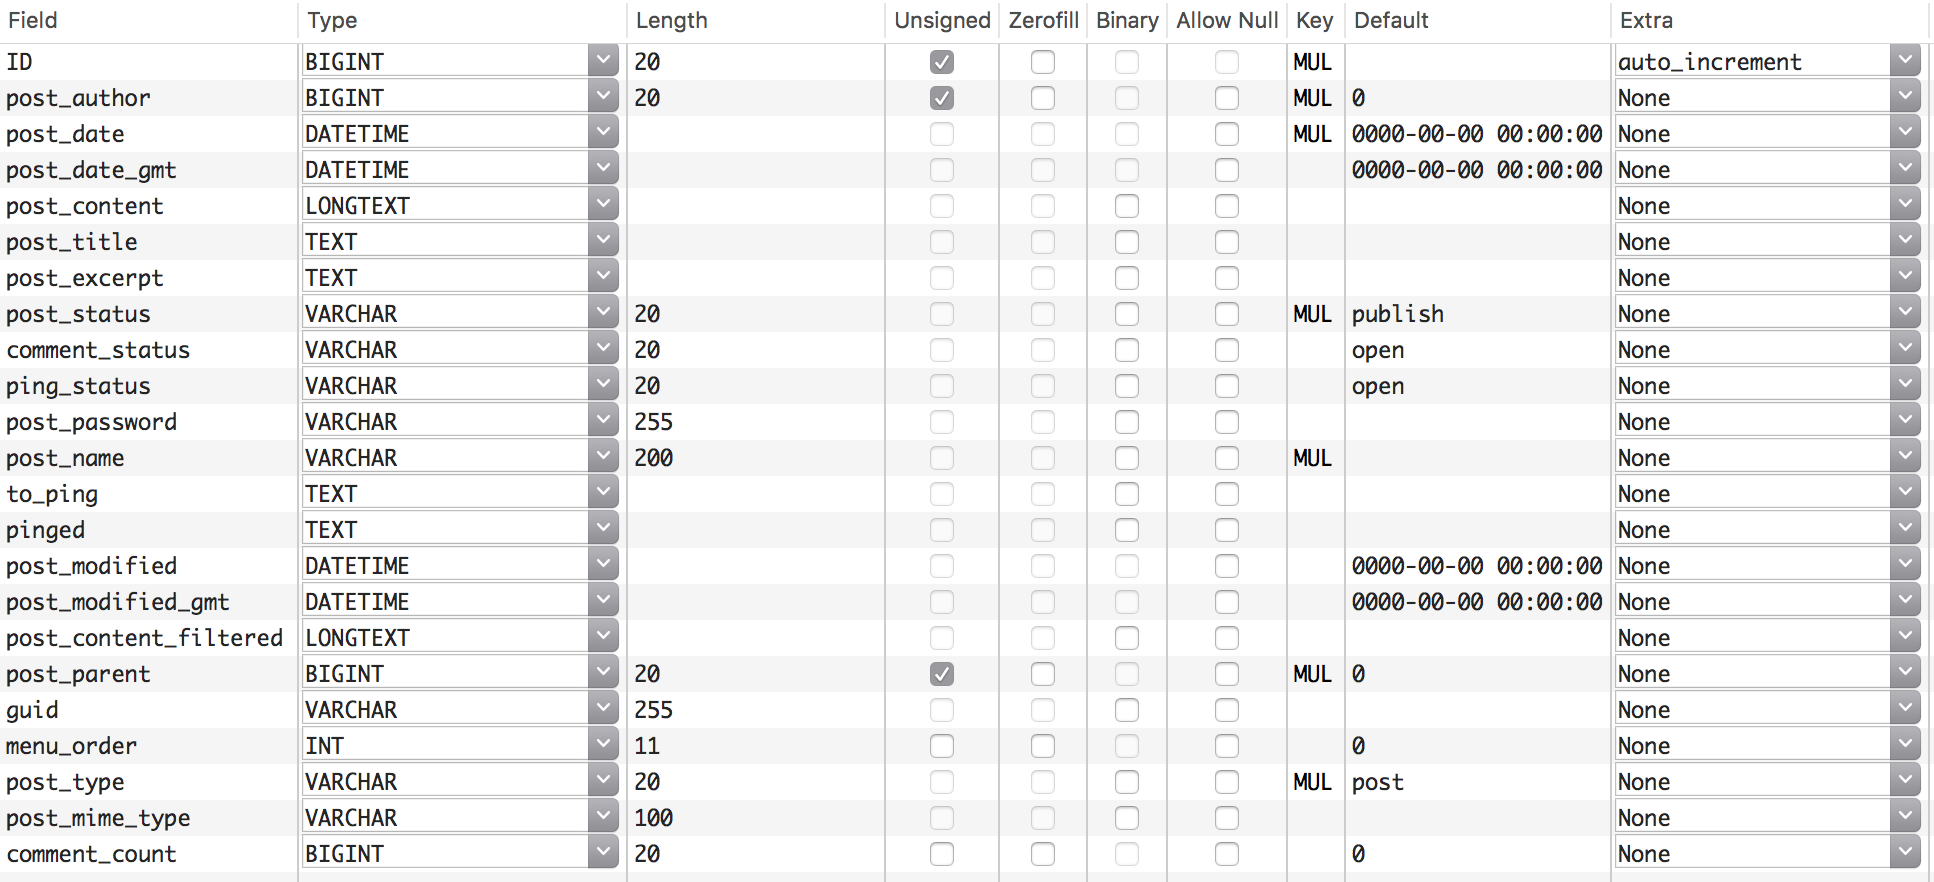 Field Type Length Unsigned Zerofill Binary Allow Null Key Default Extra
ID BIGINT 20 MUL auto_increment
post_author BIGINT 20 MUL 0 None
post_date DATETIME MUL 0000-00-00 00:00:00 None
post_date_gmt DATETIME 0000-00-00 00:00:00 None
post_content LONGTEXT None
post_title TEXT None
post_excerpt TEXT None
post_status VARCHAR 20 MUL publish None
comment_status VARCHAR 20 open None
ping_status VARCHAR 20 open None
post_password VARCHAR 255 None
post_name VARCHAR 200 MUL None
to_ping TEXT None
pinged TEXT None
post_modified DATETIME 0000-00-00 00:00:00 None
post_modified_gmt DATETIME 0000-00-00 00:00:00 None
post_content_filtered LONGTEXT None
post_parent BIGINT 20 MUL 0 None
guid VARCHAR 255 None
menu_order INT 11 0 None
post_type VARCHAR 20 MUL post None
post_mime_type VARCHAR 100 None
comment_count BIGINT 20 0 None